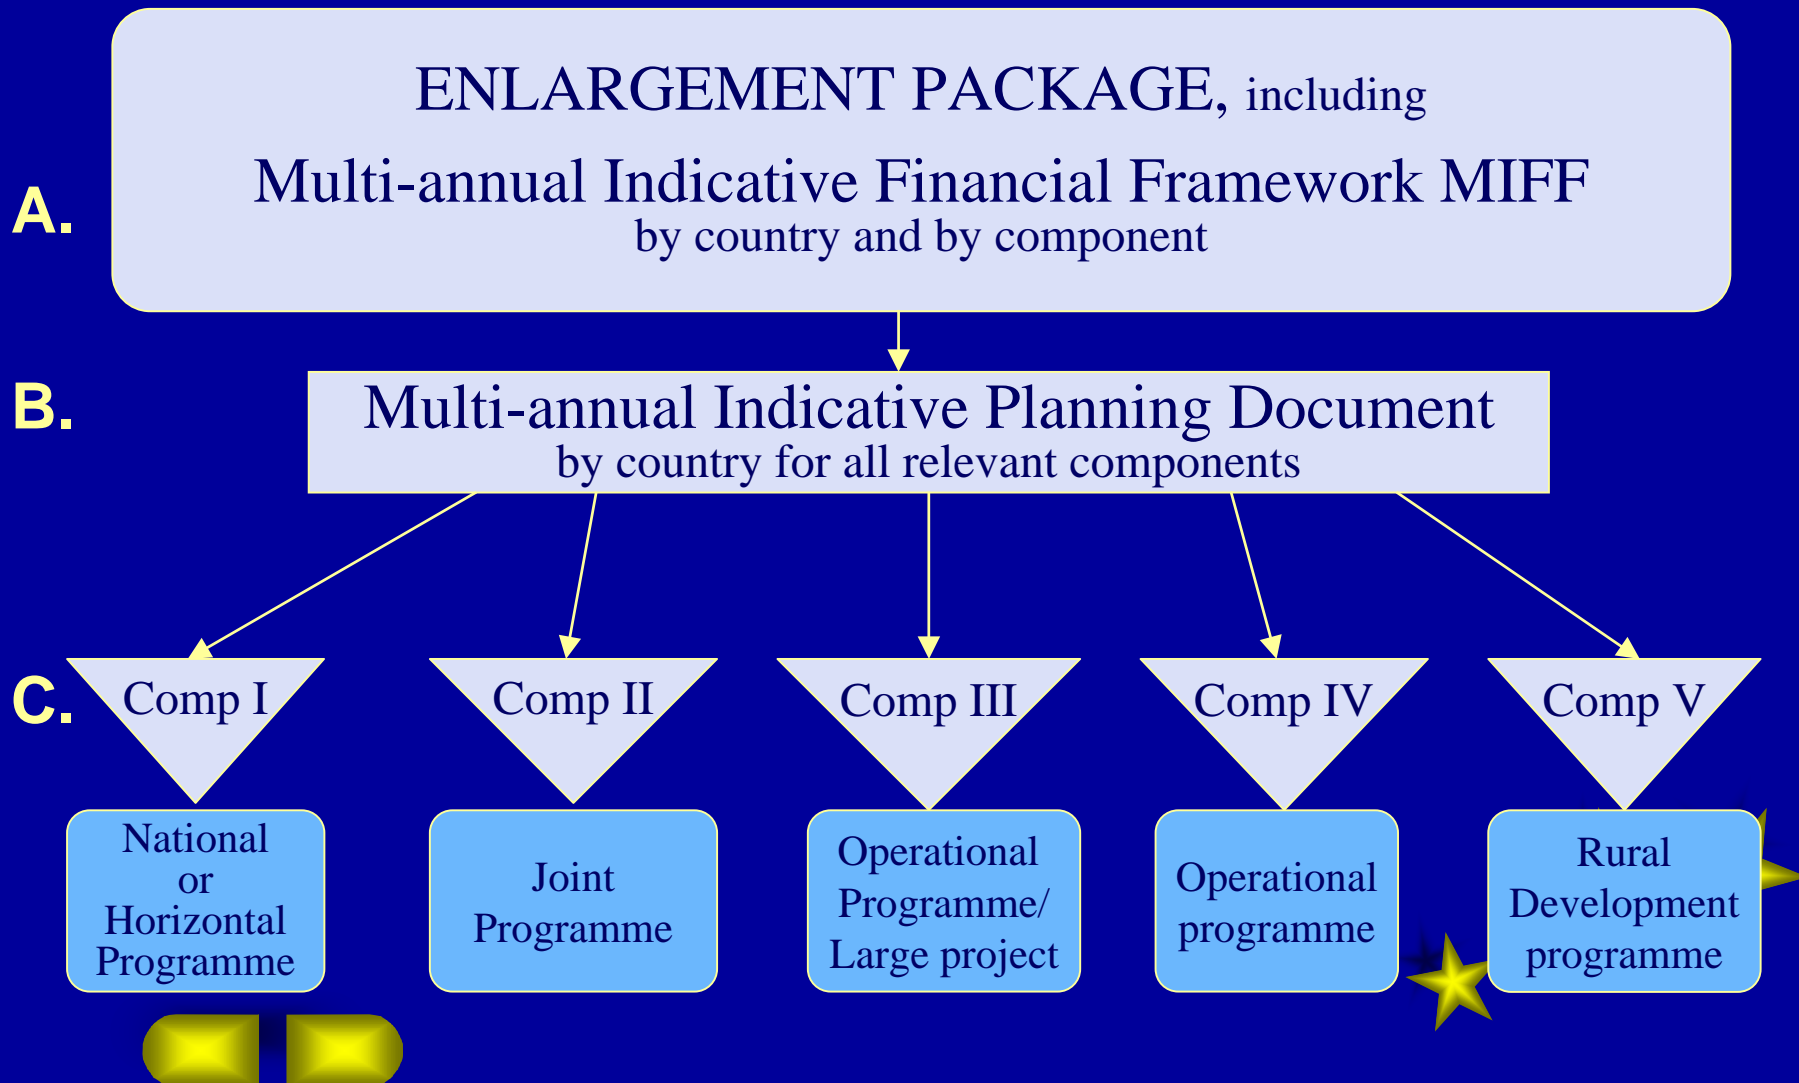 ENLARGEMENT PACKAGE, including
Multi-annual Indicative Financial Framework MIFF
by country and by component
A.
B.
Multi-annual Indicative Planning Document
by country for all relevant components
C.
Comp I
Comp II
Comp III
Comp IV
Comp V
National
or
Horizontal
Programme
Joint
Programme
Operational
Programme/
Large project
Operational
programme
Rural
Development
programme